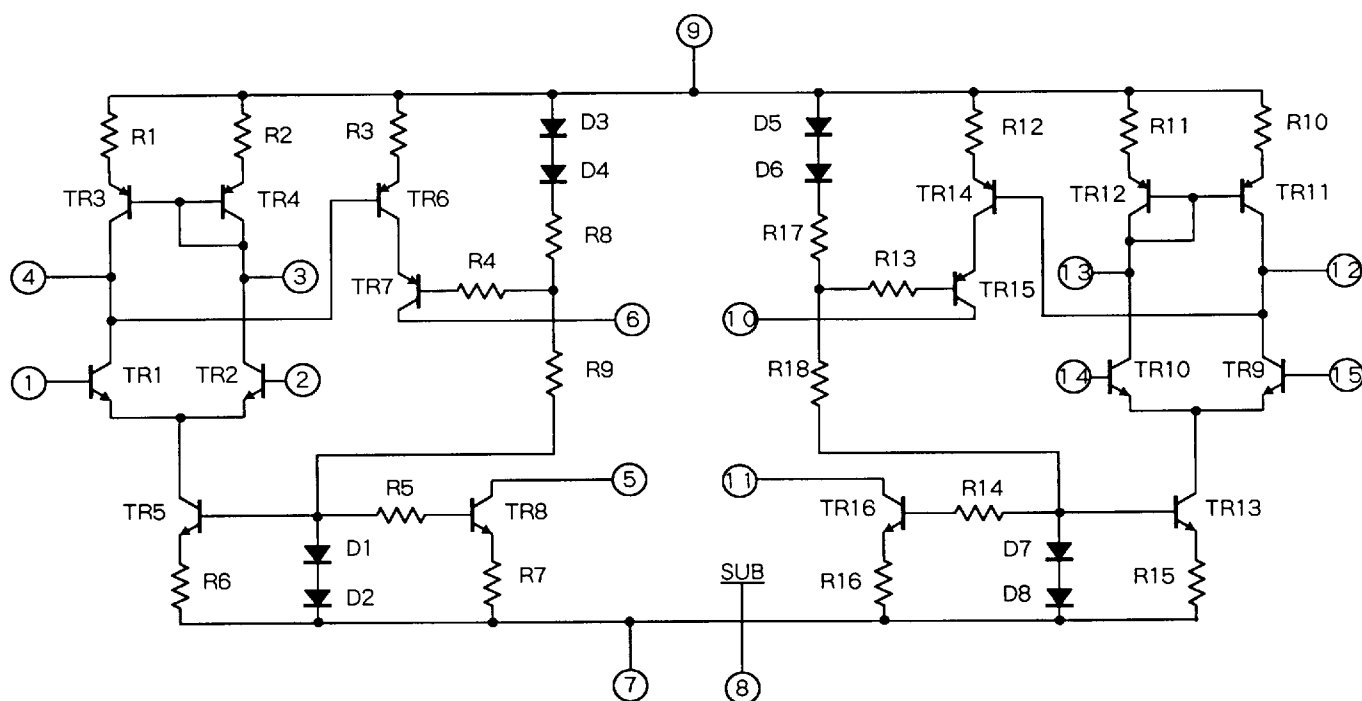 9
R1 R2 R3 D3 D5 R12 R11 R10
D4 D6
TR3 TR4 TR6 TR14 TR12 TR11
R8 R17
R4 R13
4 3 TR7 TR15 13 12
6 10
R9 R18
1 TR1 TR2 2 14 TR10 TR9 15
5 11
R5 R14
TR5 TR8 TR16 TR13
D1 D7
R6 R7 SUB R16 R15
D2 D8
7 8